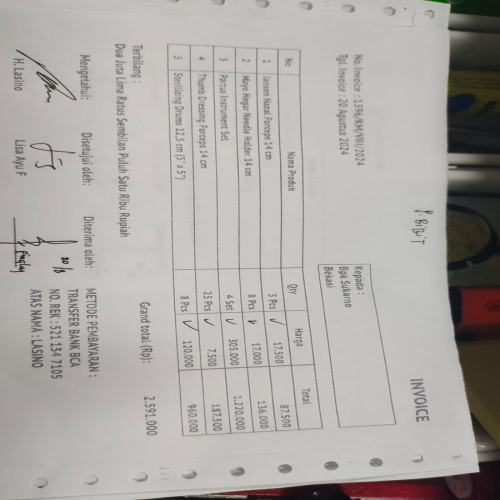 INVOICE
No. Invoice : 1396/KM/VIII/2024
Tgl. Invoice : 20 Agustus 2024
Kepada :
Bpk Sukarno
Bekasi
No Nama Produk Qty Harga Total
1 Jansen Nazal Forceps 14 cm 5 Pcs 17.500 87.500
2 Mayo Hegar Needle Holder 14 cm 8 Pcs 17.000 136.000
3 Partus Instrument Set 4 Set 305.000 1.220.000
4 Thumb Dressing Forceps 14 cm 25 Pcs 7.500 187.500
5 Sterilizing Drums 12,5 cm (5" x 5") 8 Pcs 120.000 960.000
Grand total (Rp): 2.591.000
Terbilang :
Dua Juta Lima Ratus Sembilan Puluh Satu Ribu Rupiah
Mengetahui: Disetujui oleh: Diterima oleh:
H.Lasino Lisa Ayu F
METODE PEMBAYARAN :
TRANSFER BANK BCA
NO. REK : 521 134 7105
ATAS NAMA : LASINO